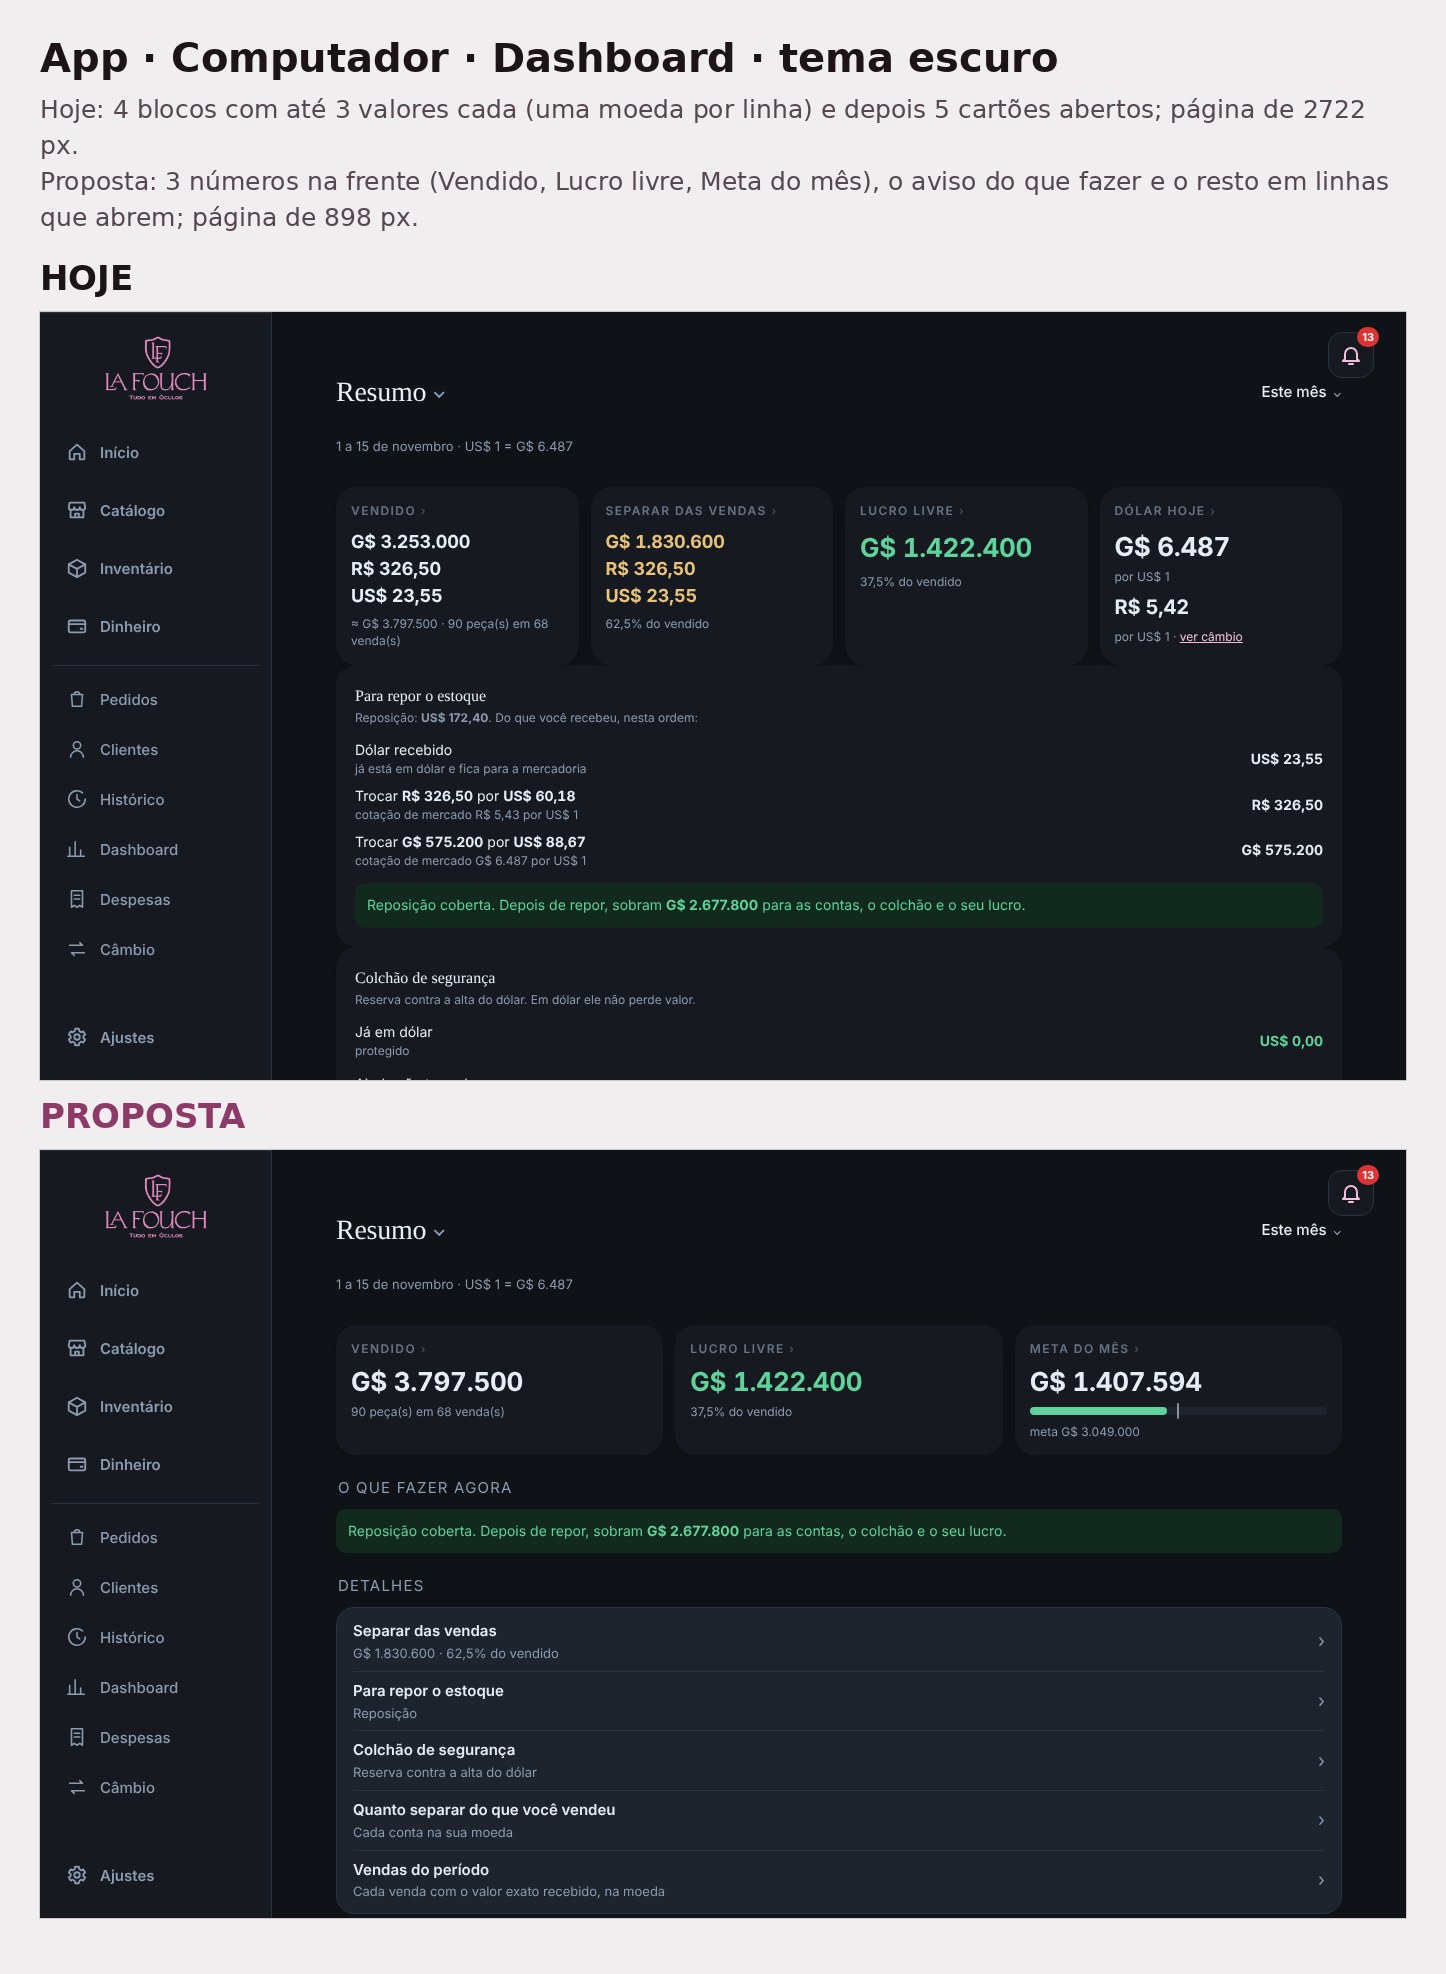 App · Computador · Dashboard · tema escuro
Hoje: 4 blocos com até 3 valores cada (uma moeda por linha) e depois 5 cartões abertos; página de 2722
px.
Proposta: 3 números na frente (Vendido, Lucro livre, Meta do mês), o aviso do que fazer e o resto em linhas
que abrem; página de 898 px.
HOJE
LF
LA FOUCH
Tudo em Óculos
Início
Catálogo
Inventário
Dinheiro
Pedidos
Clientes
Histórico
Dashboard
Despesas
Câmbio
Ajustes
13
Resumo
Este mês
1 a 15 de novembro · US$ 1 = G$ 6.487
VENDIDO ›
G$ 3.253.000
R$ 326,50
US$ 23,55
≈ G$ 3.797.500 · 90 peça(s) em 68
venda(s)
SEPARAR DAS VENDAS ›
G$ 1.830.600
R$ 326,50
US$ 23,55
62,5% do vendido
LUCRO LIVRE ›
G$ 1.422.400
37,5% do vendido
DÓLAR HOJE ›
G$ 6.487
por US$ 1
R$ 5,42
por US$ 1 · ver câmbio
Para repor o estoque
Reposição: US$ 172,40. Do que você recebeu, nesta ordem:
Dólar recebido
já está em dólar e fica para a mercadoria
US$ 23,55
Trocar R$ 326,50 por US$ 60,18
cotação de mercado R$ 5,43 por US$ 1
R$ 326,50
Trocar G$ 575.200 por US$ 88,67
cotação de mercado G$ 6.487 por US$ 1
G$ 575.200
Reposição coberta. Depois de repor, sobram G$ 2.677.800 para as contas, o colchão e o seu lucro.
Colchão de segurança
Reserva contra a alta do dólar. Em dólar ele não perde valor.
Já em dólar
protegido
US$ 0,00
PROPOSTA
LF
LA FOUCH
Tudo em Óculos
Início
Catálogo
Inventário
Dinheiro
Pedidos
Clientes
Histórico
Dashboard
Despesas
Câmbio
Ajustes
13
Resumo
Este mês
1 a 15 de novembro · US$ 1 = G$ 6.487
VENDIDO ›
G$ 3.797.500
90 peça(s) em 68 venda(s)
LUCRO LIVRE ›
G$ 1.422.400
37,5% do vendido
META DO MÊS ›
G$ 1.407.594
meta G$ 3.049.000
O QUE FAZER AGORA
Reposição coberta. Depois de repor, sobram G$ 2.677.800 para as contas, o colchão e o seu lucro.
DETALHES
Separar das vendas
G$ 1.830.600 · 62,5% do vendido
Para repor o estoque
Reposição
Colchão de segurança
Reserva contra a alta do dólar
Quanto separar do que você vendeu
Cada conta na sua moeda
Vendas do período
Cada venda com o valor exato recebido, na moeda